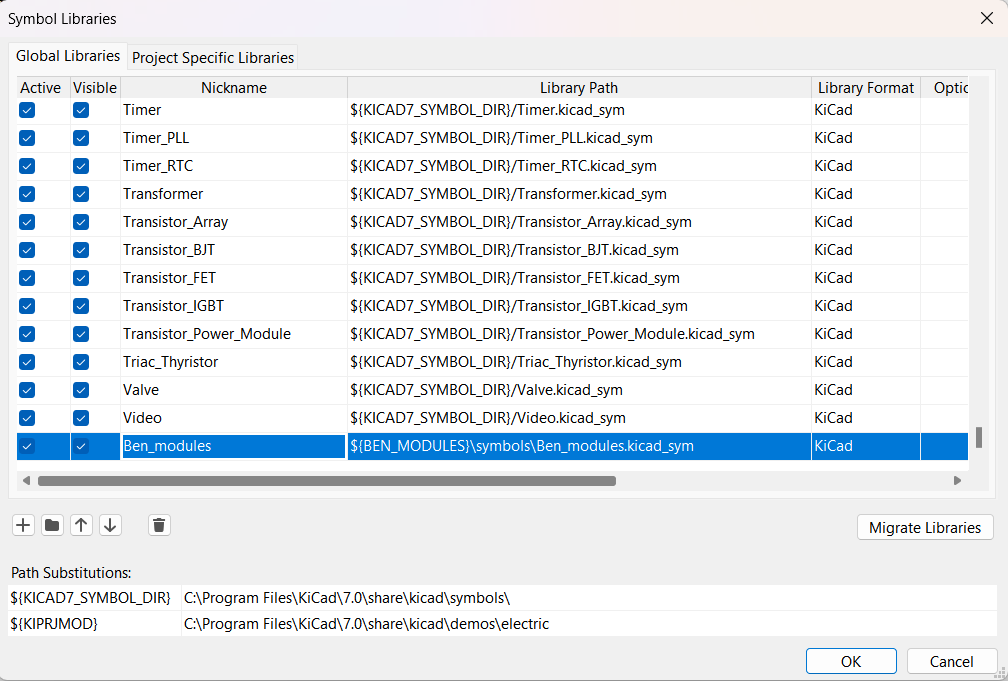 Symbol Libraries
Global Libraries Project Specific Libraries
Active Visible Nickname Library Path Library Format Optic
Timer ${KICAD7_SYMBOL_DIR}/Timer.kicad_sym KiCad
Timer_PLL ${KICAD7_SYMBOL_DIR}/Timer_PLL.kicad_sym KiCad
Timer_RTC ${KICAD7_SYMBOL_DIR}/Timer_RTC.kicad_sym KiCad
Transformer ${KICAD7_SYMBOL_DIR}/Transformer.kicad_sym KiCad
Transistor_Array ${KICAD7_SYMBOL_DIR}/Transistor_Array.kicad_sym KiCad
Transistor_BJT ${KICAD7_SYMBOL_DIR}/Transistor_BJT.kicad_sym KiCad
Transistor_FET ${KICAD7_SYMBOL_DIR}/Transistor_FET.kicad_sym KiCad
Transistor_IGBT ${KICAD7_SYMBOL_DIR}/Transistor_IGBT.kicad_sym KiCad
Transistor_Power_Module ${KICAD7_SYMBOL_DIR}/Transistor_Power_Module.kicad_sym KiCad
Triac_Thyristor ${KICAD7_SYMBOL_DIR}/Triac_Thyristor.kicad_sym KiCad
Valve ${KICAD7_SYMBOL_DIR}/Valve.kicad_sym KiCad
Video ${KICAD7_SYMBOL_DIR}/Video.kicad_sym KiCad
Ben_modules ${BEN_MODULES}\symbols\Ben_modules.kicad_sym KiCad
Migrate Libraries
Path Substitutions:
${KICAD7_SYMBOL_DIR} C:\Program Files\KiCad\7.0\share\kicad\symbols\
${KIPRJMOD} C:\Program Files\KiCad\7.0\share\kicad\demos\electric
OK Cancel